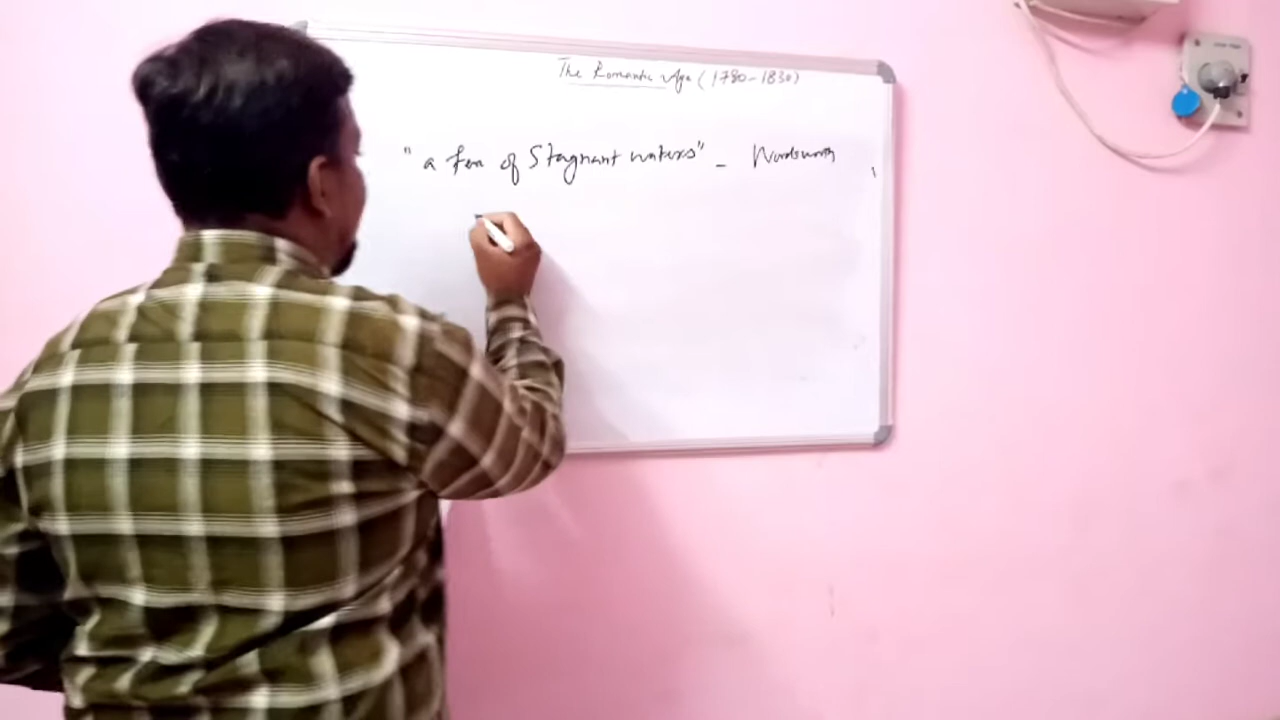 The Romantic Age (1780-1830)
"a fen of Stagnant waters" - Wordsworth